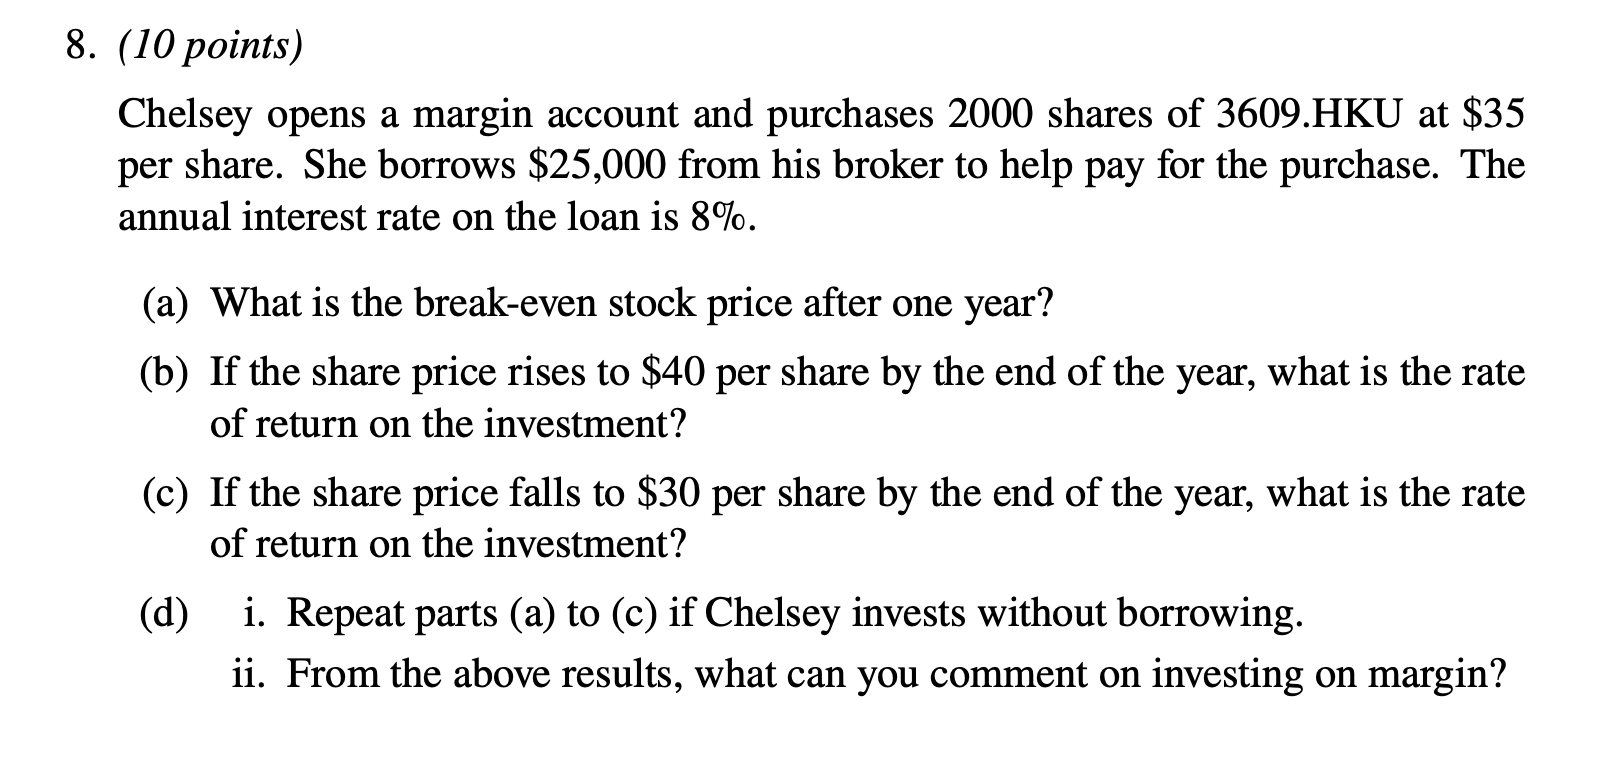 8. (10 points)
Chelsey opens a margin account and purchases 2000 shares of 3609.HKU at $35
per share. She borrows $25,000 from his broker to help pay for the purchase. The
annual interest rate on the loan is 8%.
(a) What is the break-even stock price after one year?
(b) If the share price rises to $40 per share by the end of the year, what is the rate
of return on the investment?
(c) If the share price falls to $30 per share by the end of the year, what is the rate
of return on the investment?
(d) i. Repeat parts (a) to (c) if Chelsey invests without borrowing.
ii. From the above results, what can you comment on investing on margin?